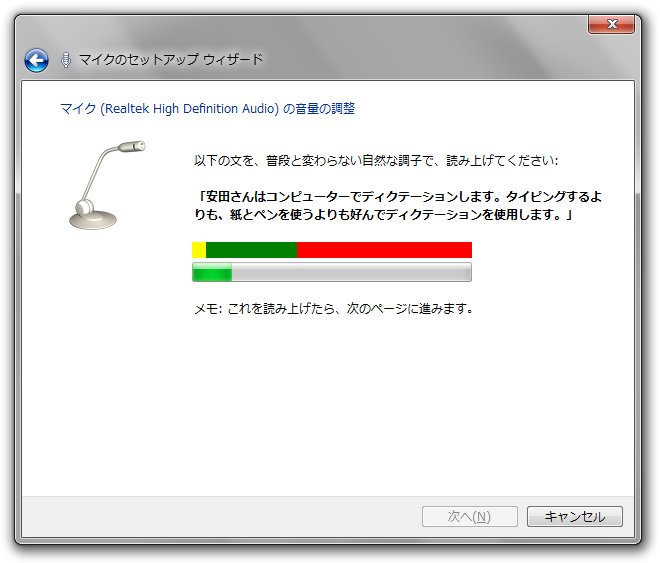 マイクのセットアップ ウィザード
マイク (Realtek High Definition Audio) の音量の調整
以下の文を、普段と変わらない自然な調子で、読み上げてください:
「安田さんはコンピューターでディクテーションします。タイピングするよ
りも、紙とペンを使うよりも好んでディクテーションを使用します。」
メモ: これを読み上げたら、次のページに進みます。
次へ(N)
キャンセル